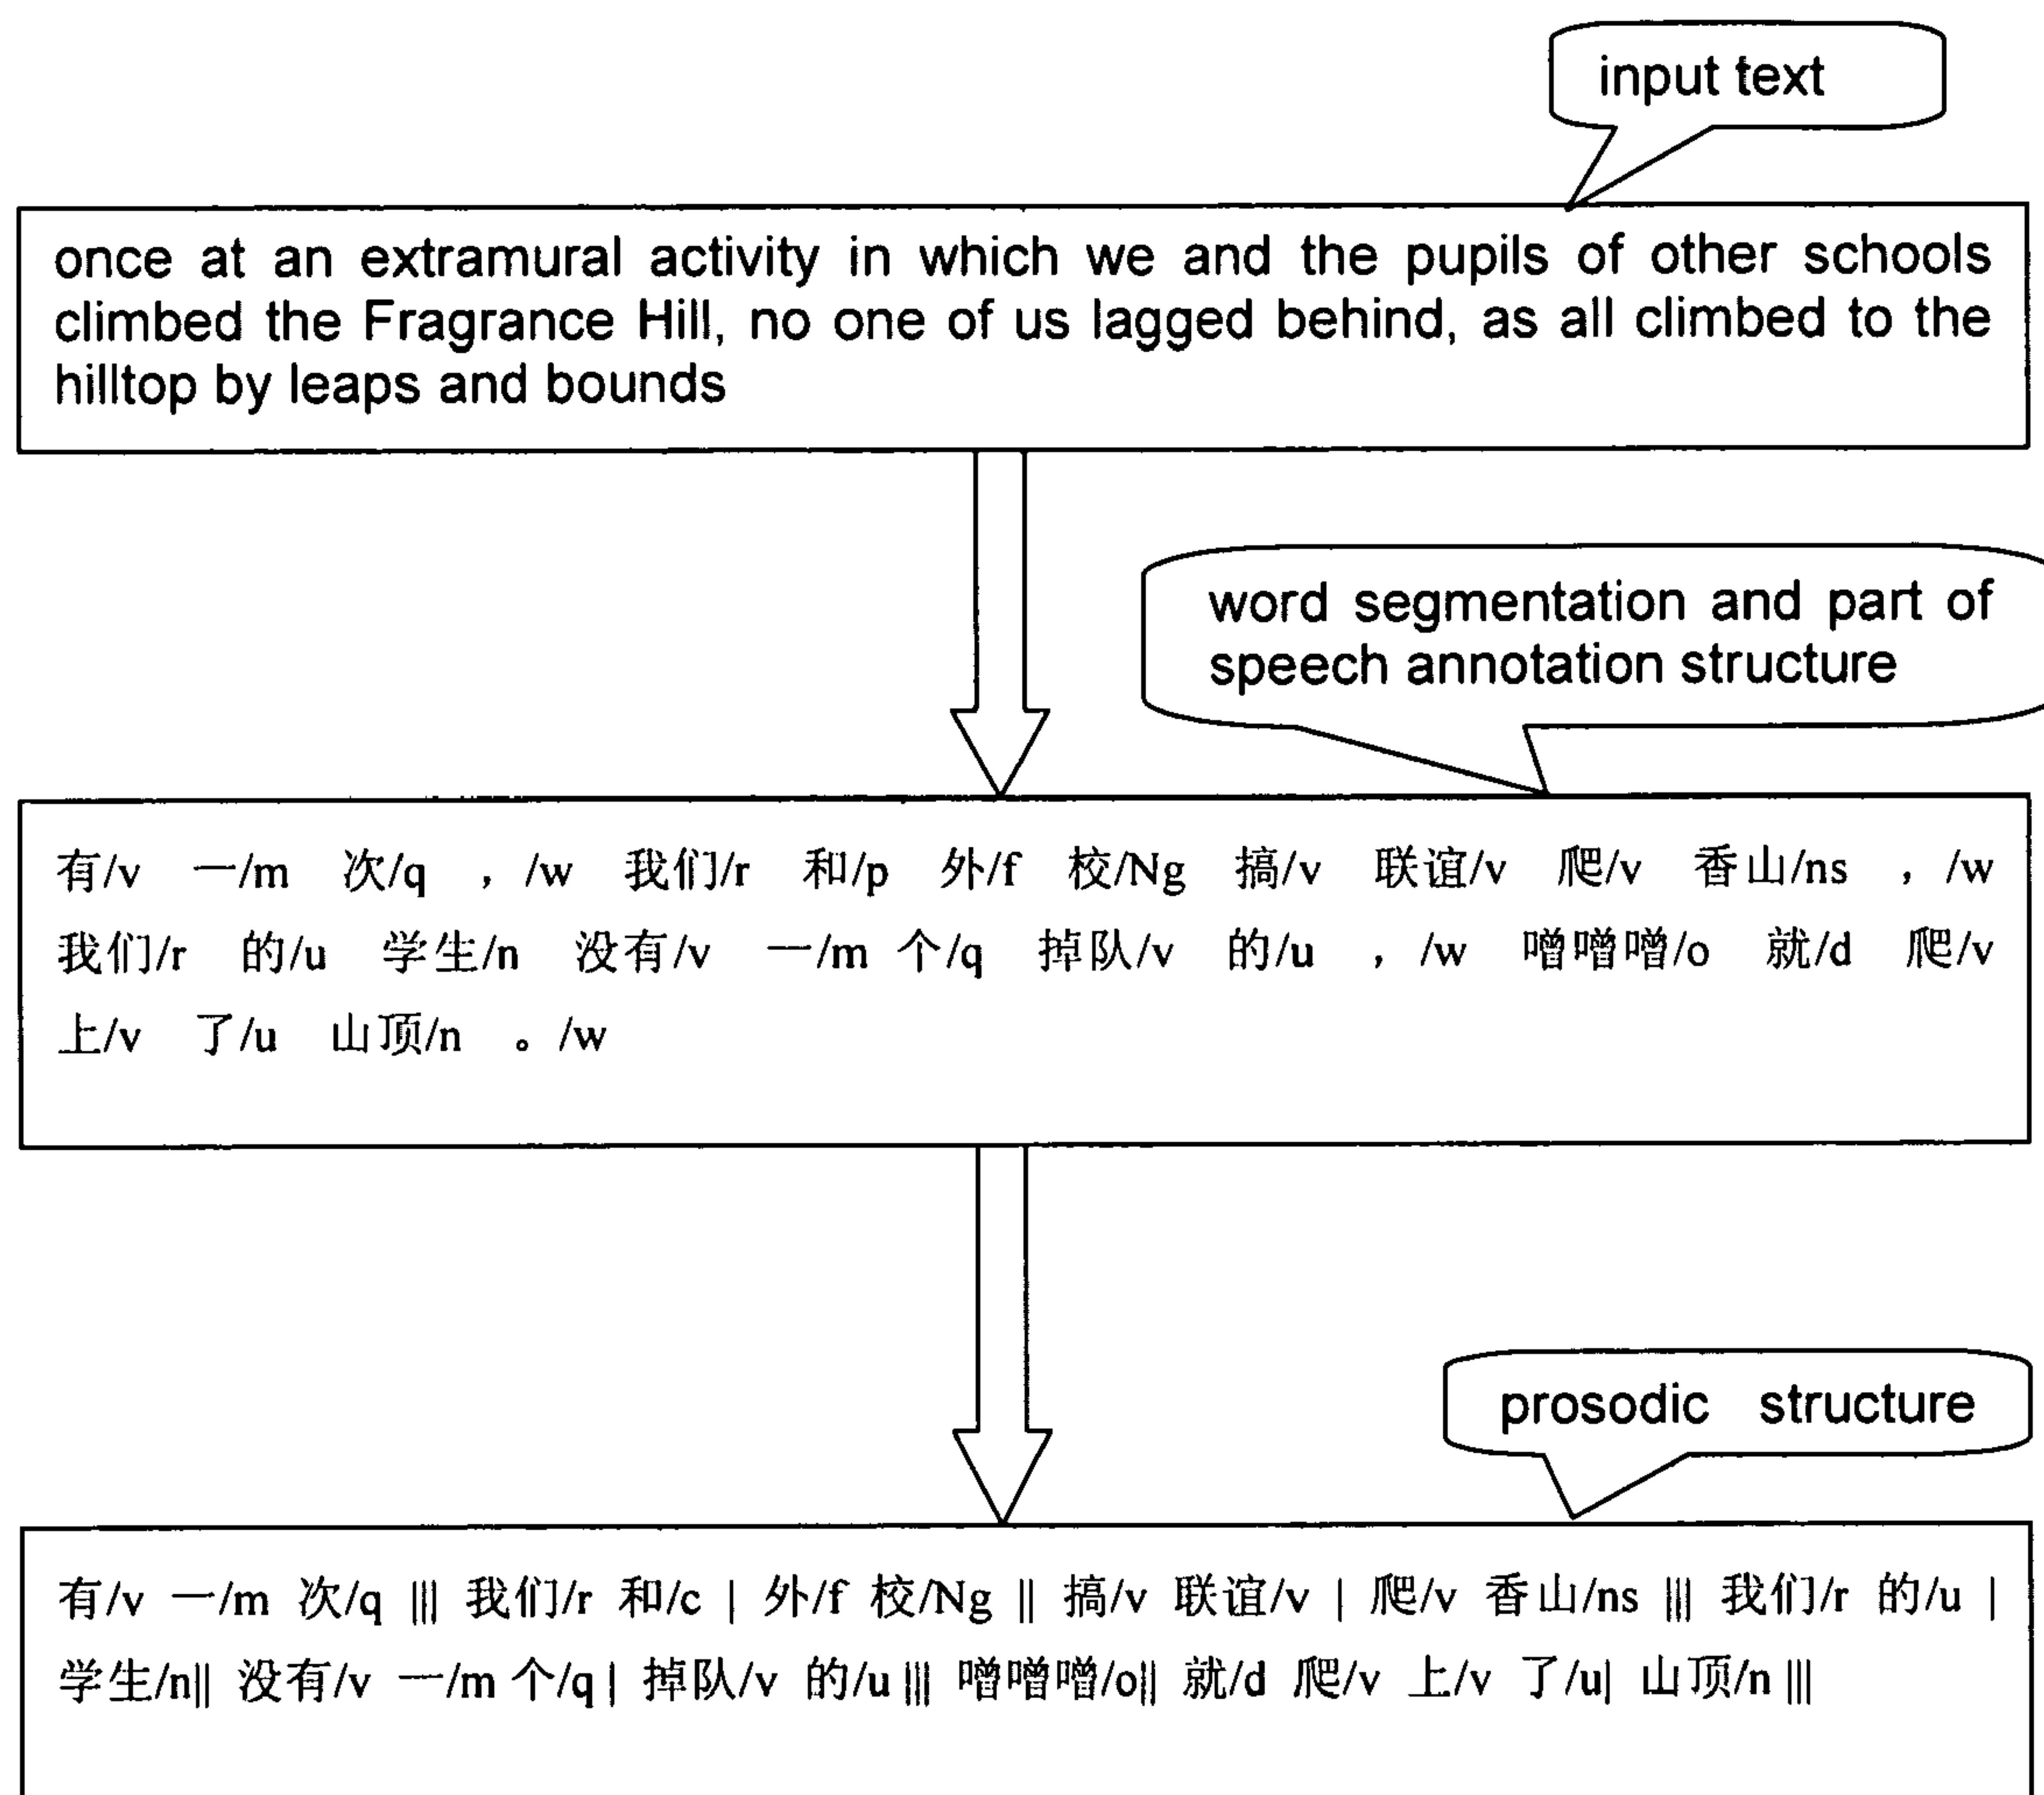 input text
once at an extramural activity in which we and the pupils of other schools
climbed the Fragrance Hill, no one of us lagged behind, as all climbed to the
hilltop by leaps and bounds
word segmentation and part of
speech annotation structure
有/v 一/m 次/q ，/w 我们/r 和/p 外/f 校/Ng 搞/v 联谊/v 爬/v 香山/ns ，/w
我们/r 的/u 学生/n 没有/v 一/m 个/q 掉队/v 的/u ，/w 噌噌噌/o 就/d 爬/v
上/v 了/u 山顶/n 。/w
prosodic structure
有/v 一/m 次/q ||| 我们/r 和/c | 外/f 校/Ng || 搞/v 联谊/v | 爬/v 香山/ns ||| 我们/r 的/u |
学生/n|| 没有/v 一/m 个/q | 掉队/v 的/u ||| 噌噌噌/o|| 就/d 爬/v 上/v 了/u| 山顶/n |||